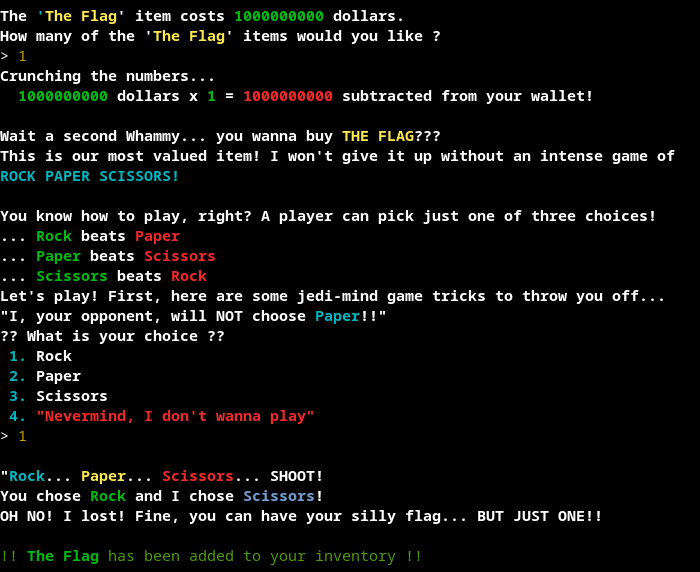 The 'The Flag' item costs 1000000000 dollars.
How many of the 'The Flag' items would you like ?
> 1
Crunching the numbers...
1000000000 dollars x 1 = 1000000000 subtracted from your wallet!
Wait a second Whammy... you wanna buy THE FLAG???
This is our most valued item! I won't give it up without an intense game of
ROCK PAPER SCISSORS!
You know how to play, right? A player can pick just one of three choices!
... Rock beats Paper
... Paper beats Scissors
... Scissors beats Rock
Let's play! First, here are some jedi-mind game tricks to throw you off...
"I, your opponent, will NOT choose Paper!!"
?? What is your choice ??
1. Rock
2. Paper
3. Scissors
4. "Nevermind, I don't wanna play"
> 1
"Rock... Paper... Scissors... SHOOT!
You chose Rock and I chose Scissors!
OH NO! I lost! Fine, you can have your silly flag... BUT JUST ONE!!
!! The Flag has been added to your inventory !!